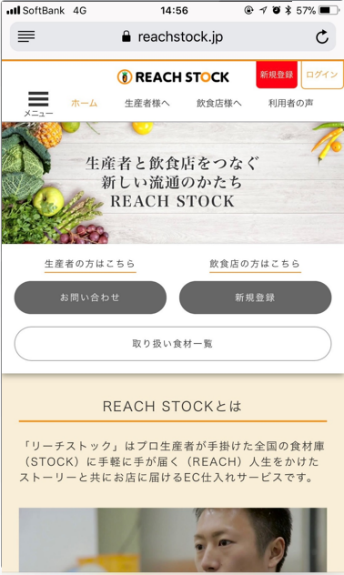 SoftBank 4G 14:56 57%
reachstock.jp
REACH STOCK 新規登録 ログイン
メニュー ホーム 生産者様へ 飲食店様へ 利用者の声
生産者と飲食店をつなぐ
新しい流通のかたち
REACH STOCK
生産者の方はこちら 飲食店の方はこちら
お問い合わせ 新規登録
取り扱い食材一覧
REACH STOCKとは
「リーチストック」はプロ生産者が手掛けた全国の食材庫
（STOCK）に手軽に手が届く（REACH）人生をかけた
ストーリーと共にお店に届けるEC仕入れサービスです。